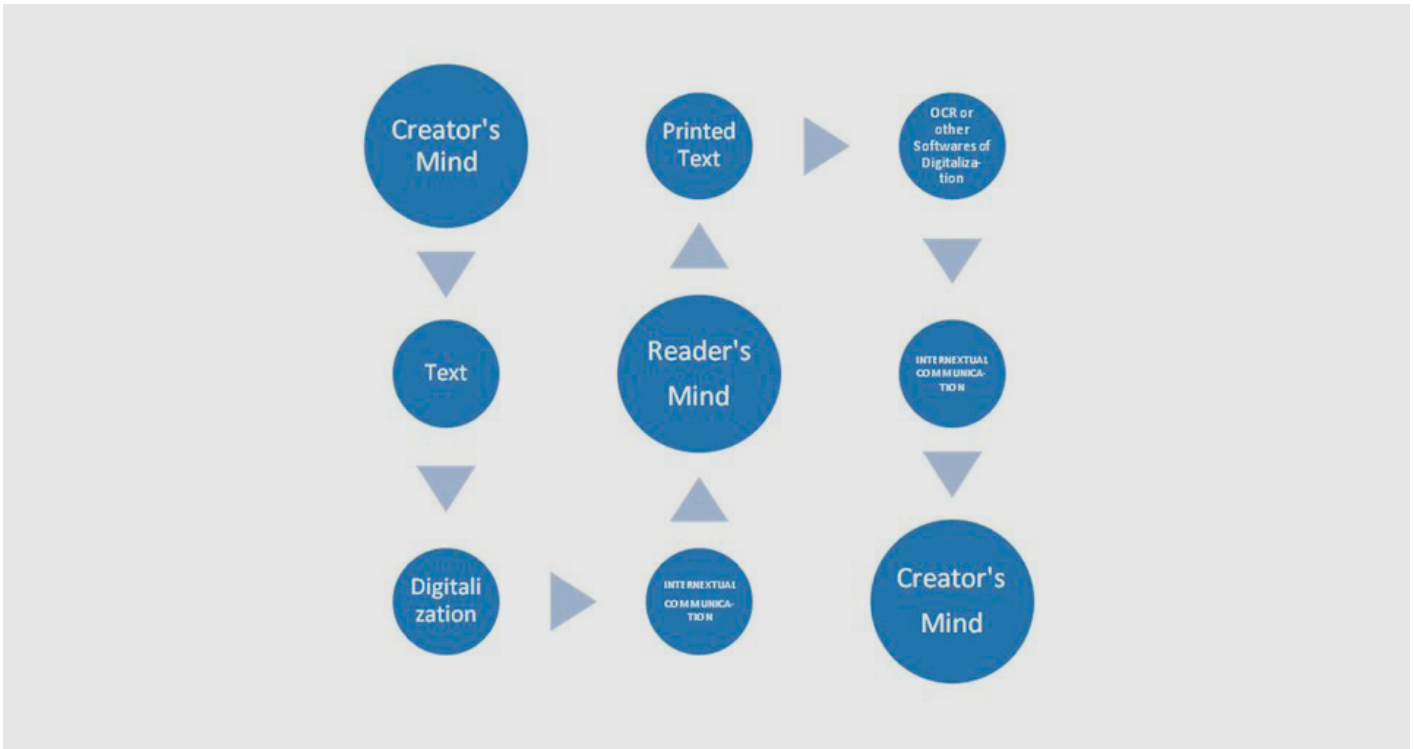 Creator's
Mind
Text
Digitali
zation
INTERNEXTUAL
COMMUNICA-
TION
Reader's
Mind
Printed
Text
OCR or
other
Softwares of
Digitaliza-
tion
INTERNEXTUAL
COMMUNICA-
TION
Creator's
Mind